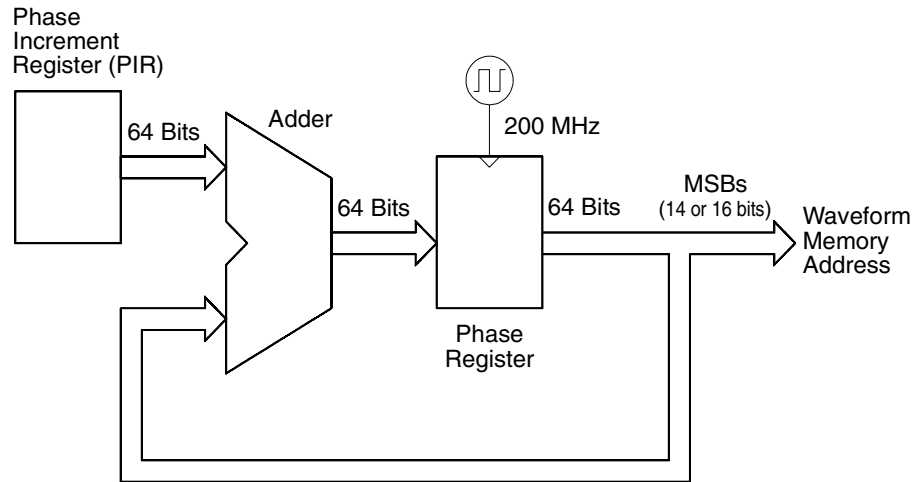 Phase
Increment
Register (PIR)
64 Bits
Adder
64 Bits
200 MHz
64 Bits
MSBs
(14 or 16 bits)
Waveform
Memory
Address
Phase
Register